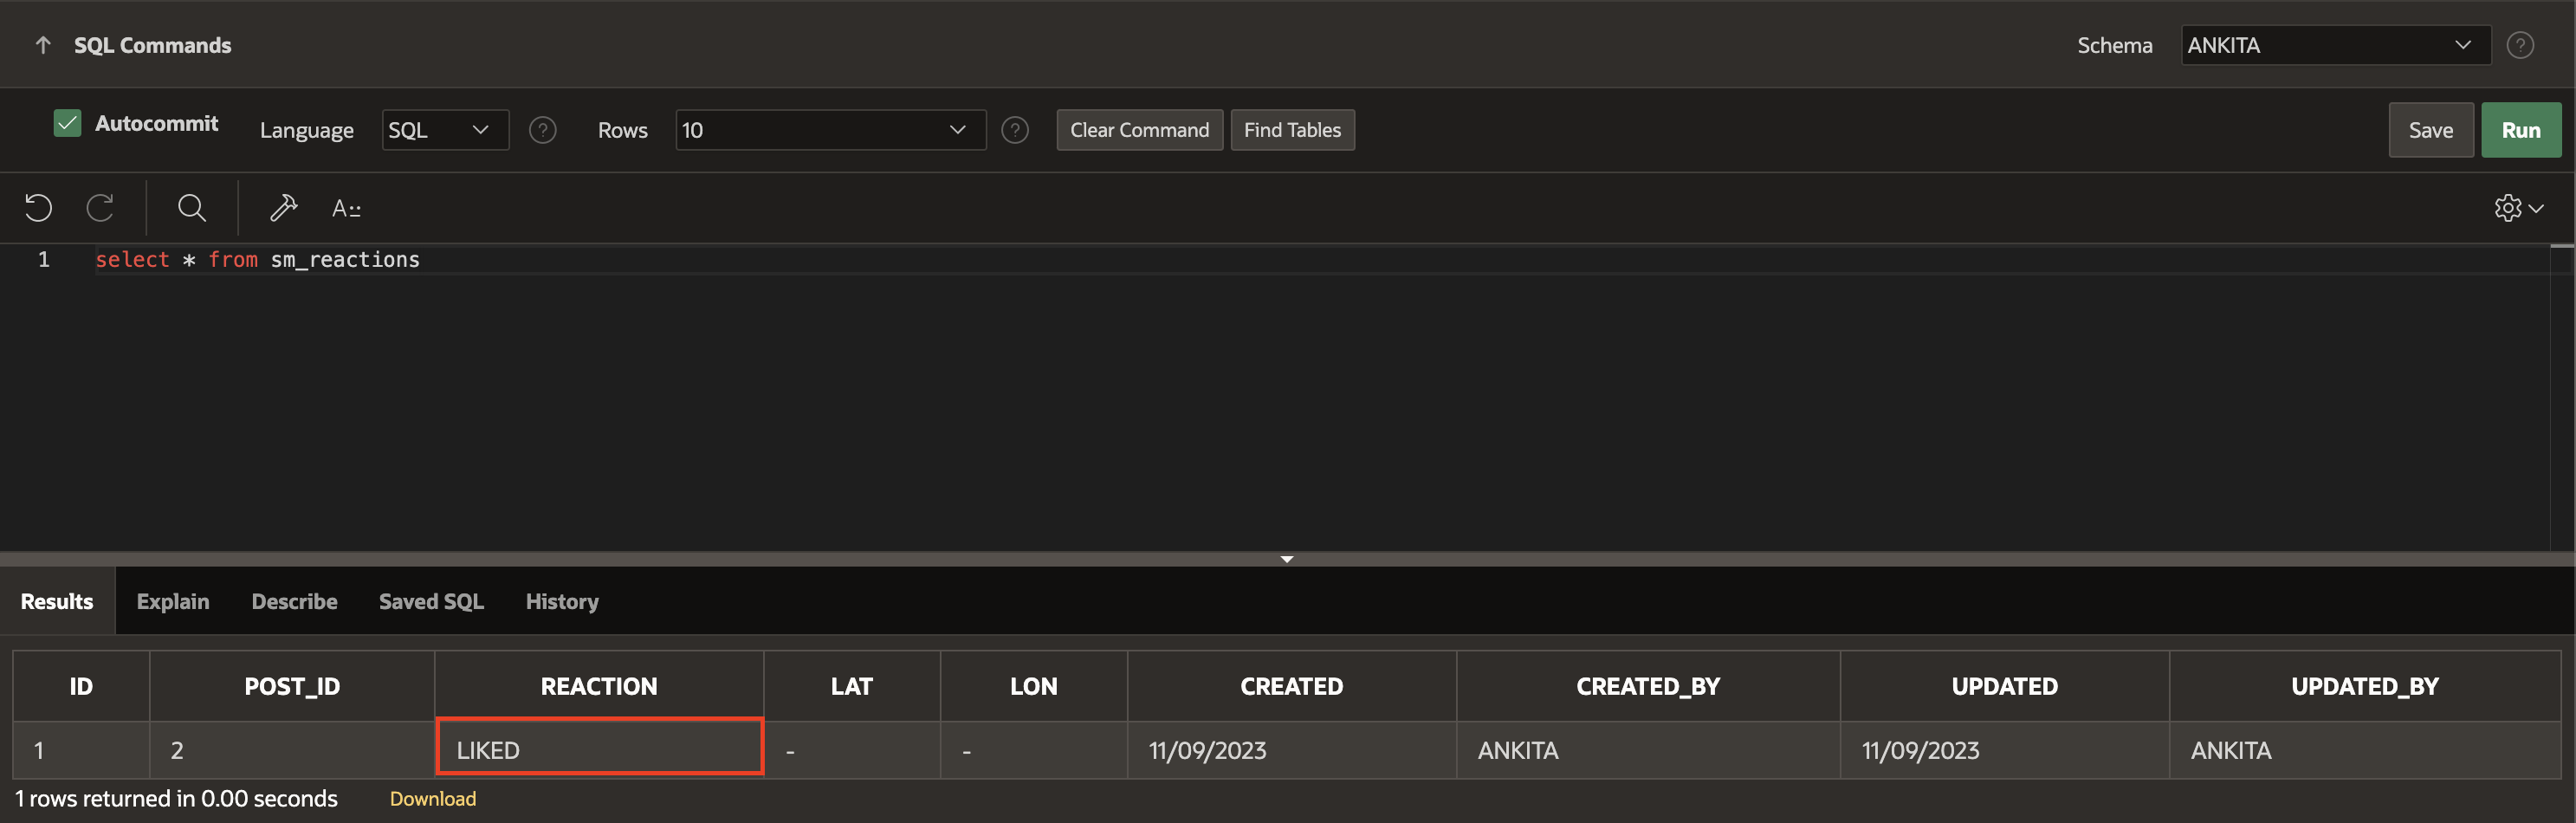 SQL Commands Schema ANKITA ?
Autocommit Language SQL ? Rows 10 ? Clear Command Find Tables Save Run
A
1 select * from sm_reactions
Results Explain Describe Saved SQL History
ID POST_ID REACTION LAT LON CREATED CREATED_BY UPDATED UPDATED_BY
1 2 LIKED - - 11/09/2023 ANKITA 11/09/2023 ANKITA
1 rows returned in 0.00 seconds Download